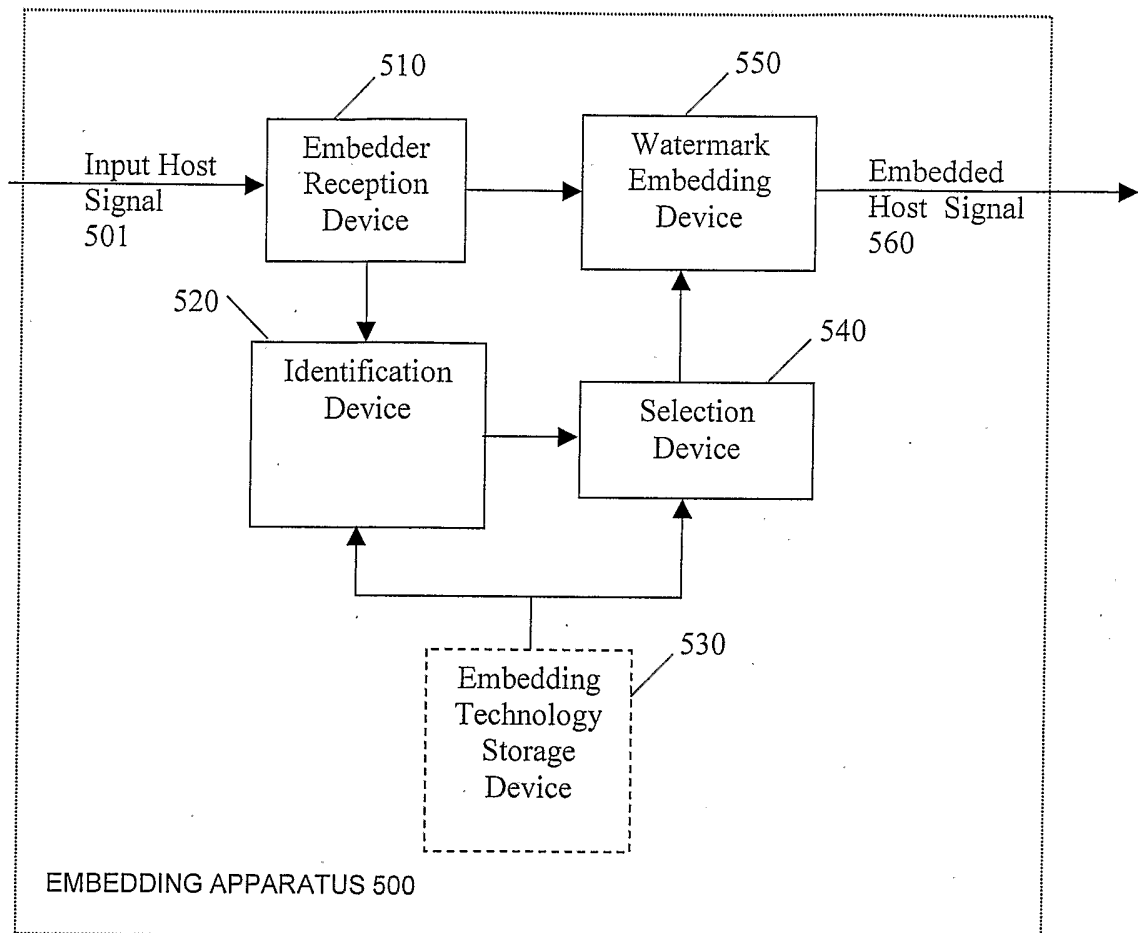 510
550
Input Host
Signal
501
Embedder
Reception
Device
Watermark
Embedding
Device
Embedded
Host Signal
560
520
540
Identification
Device
Selection
Device
530
Embedding
Technology
Storage
Device
EMBEDDING APPARATUS 500